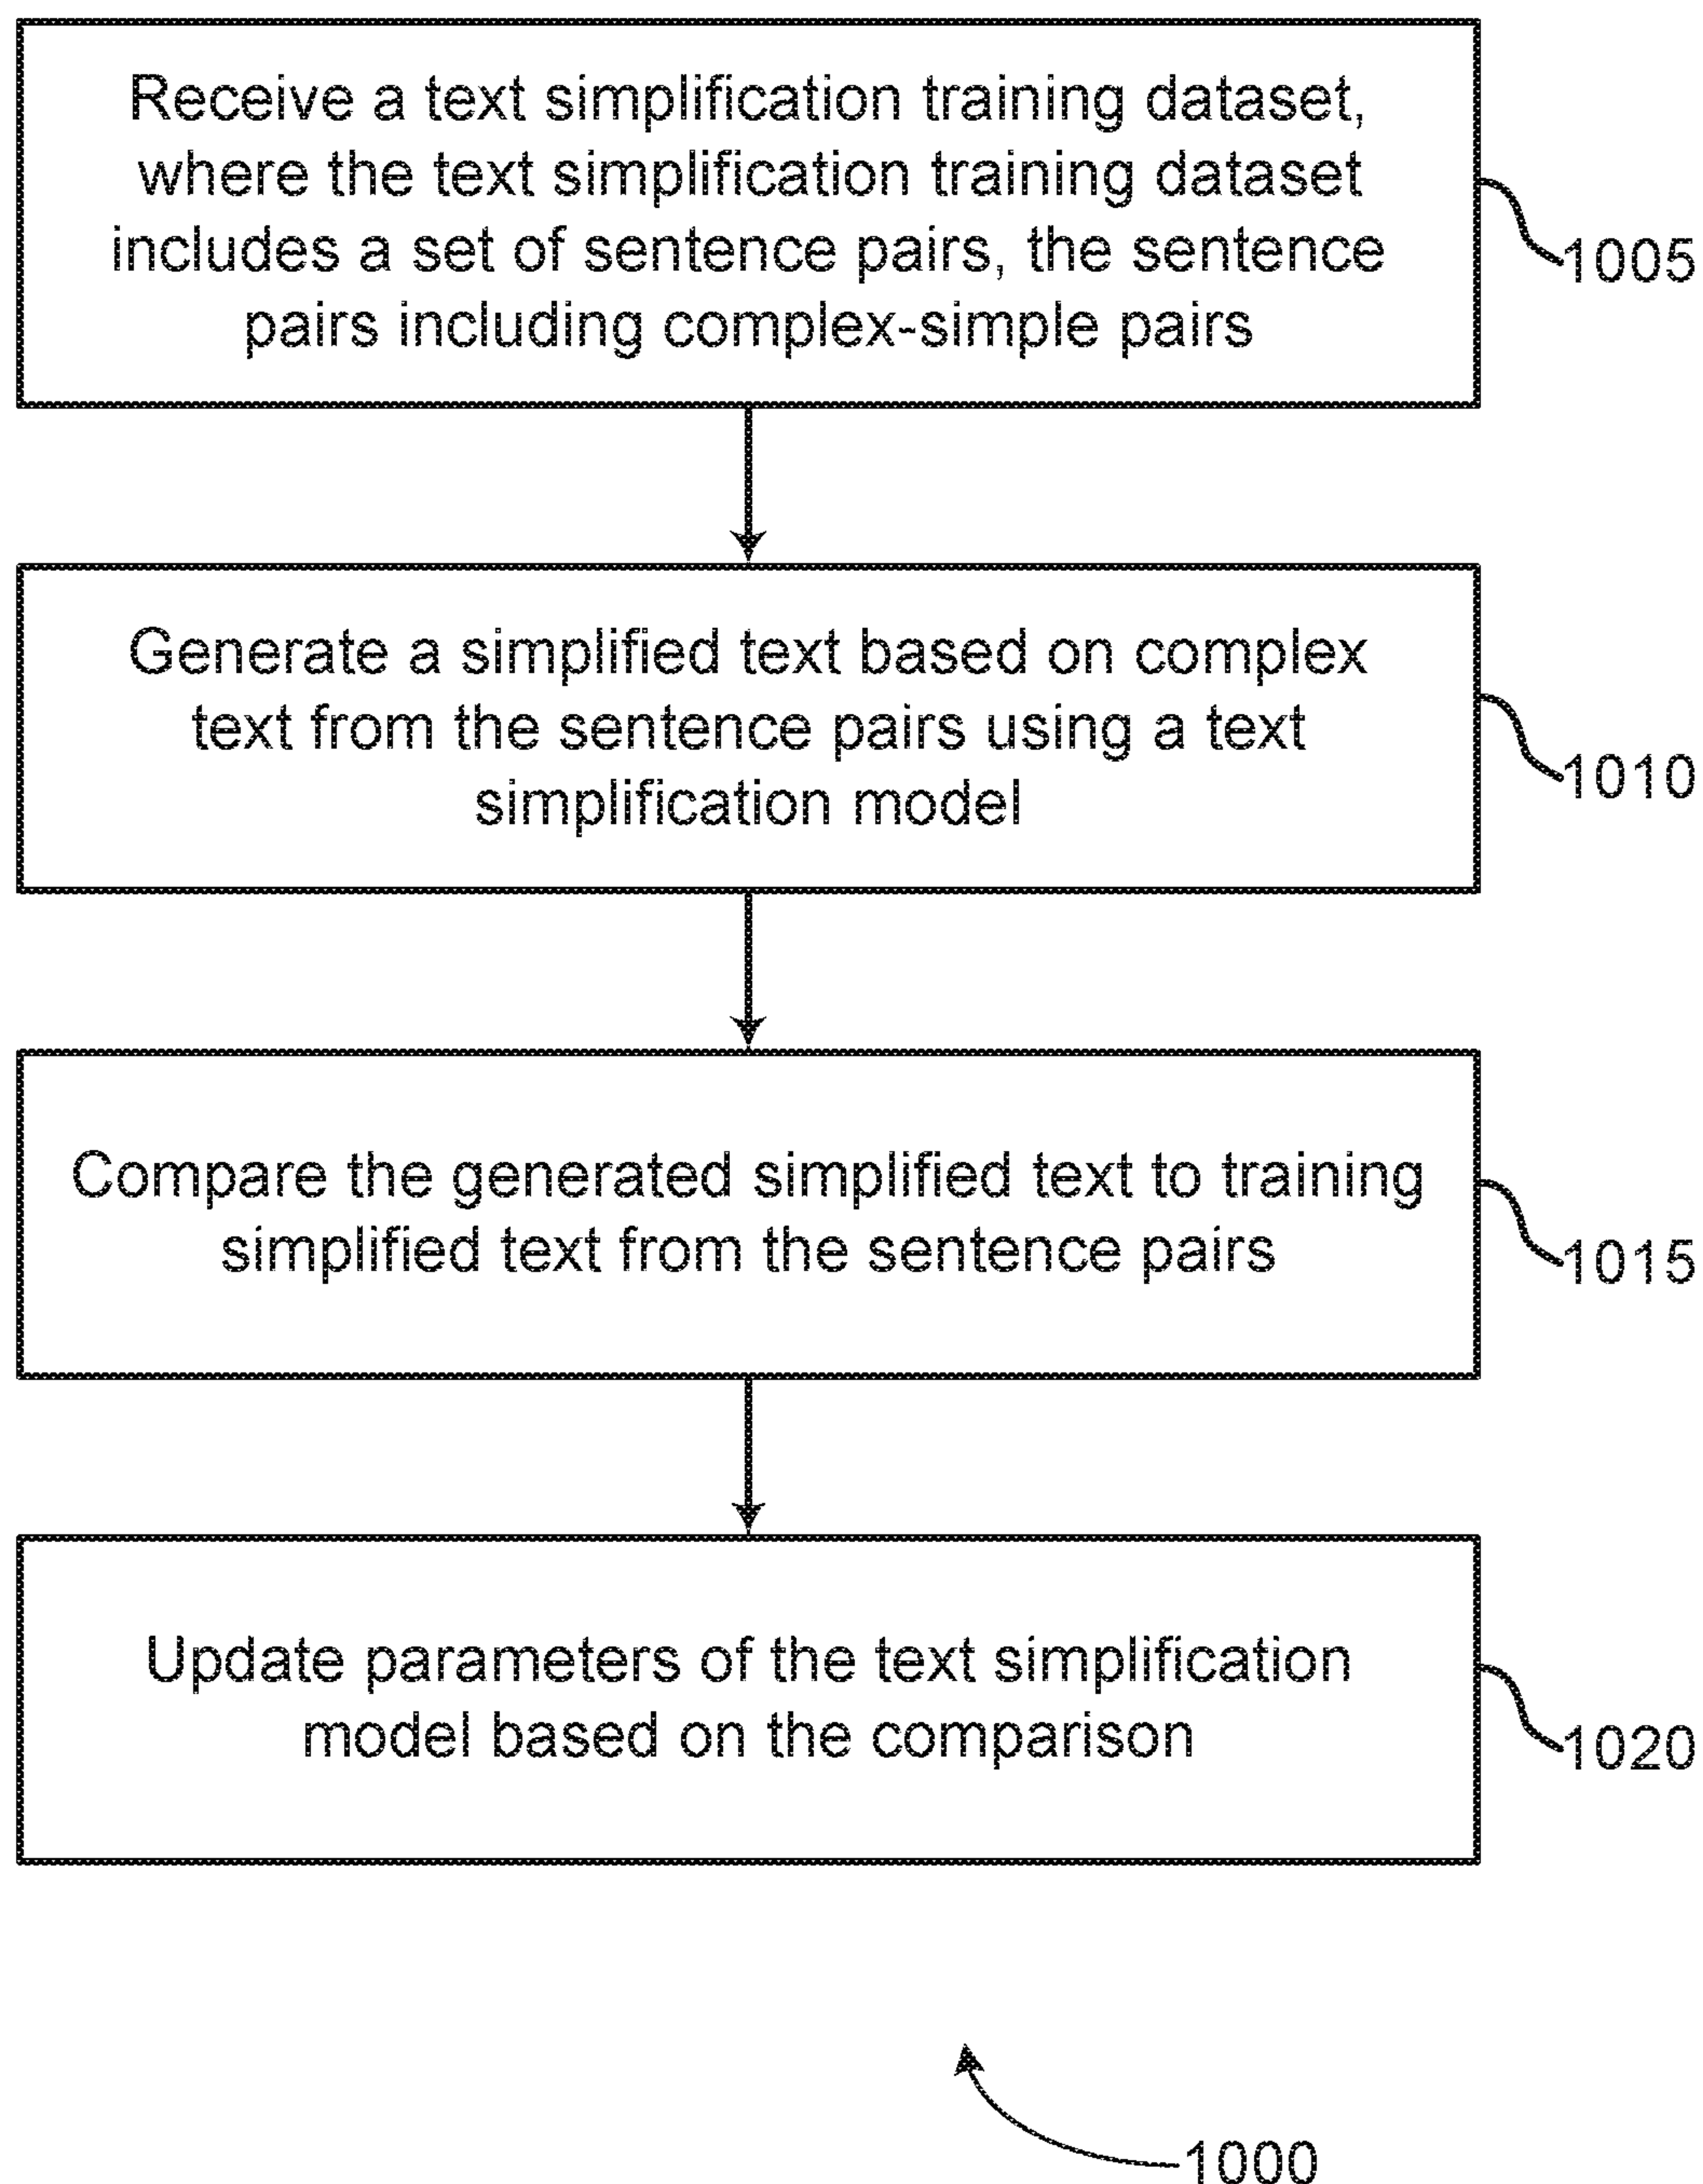 Receive a text simplification training dataset,
where the text simplification training dataset
includes a set of sentence pairs, the sentence
pairs including complex-simple pairs
1005
Generate a simplified text based on complex
text from the sentence pairs using a text
simplification model
1010
Compare the generated simplified text to training
simplified text from the sentence pairs
1015
Update parameters of the text simplification
model based on the comparison
1020
1000